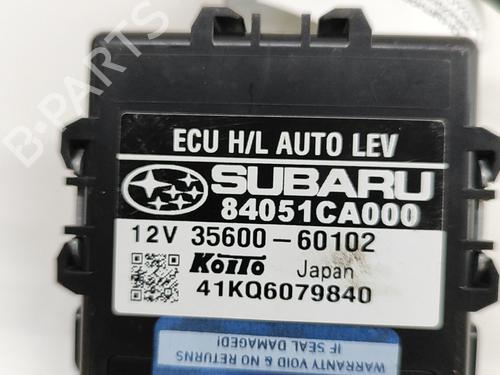 B-PARTS
ECU H/L AUTO LEV
SUBARU
84051CA000
12V 35600-60102
KOITO Japan
41KQ6079840
IF SEAL DAMAGED!
WARRANTY VOID & NO RETURNS